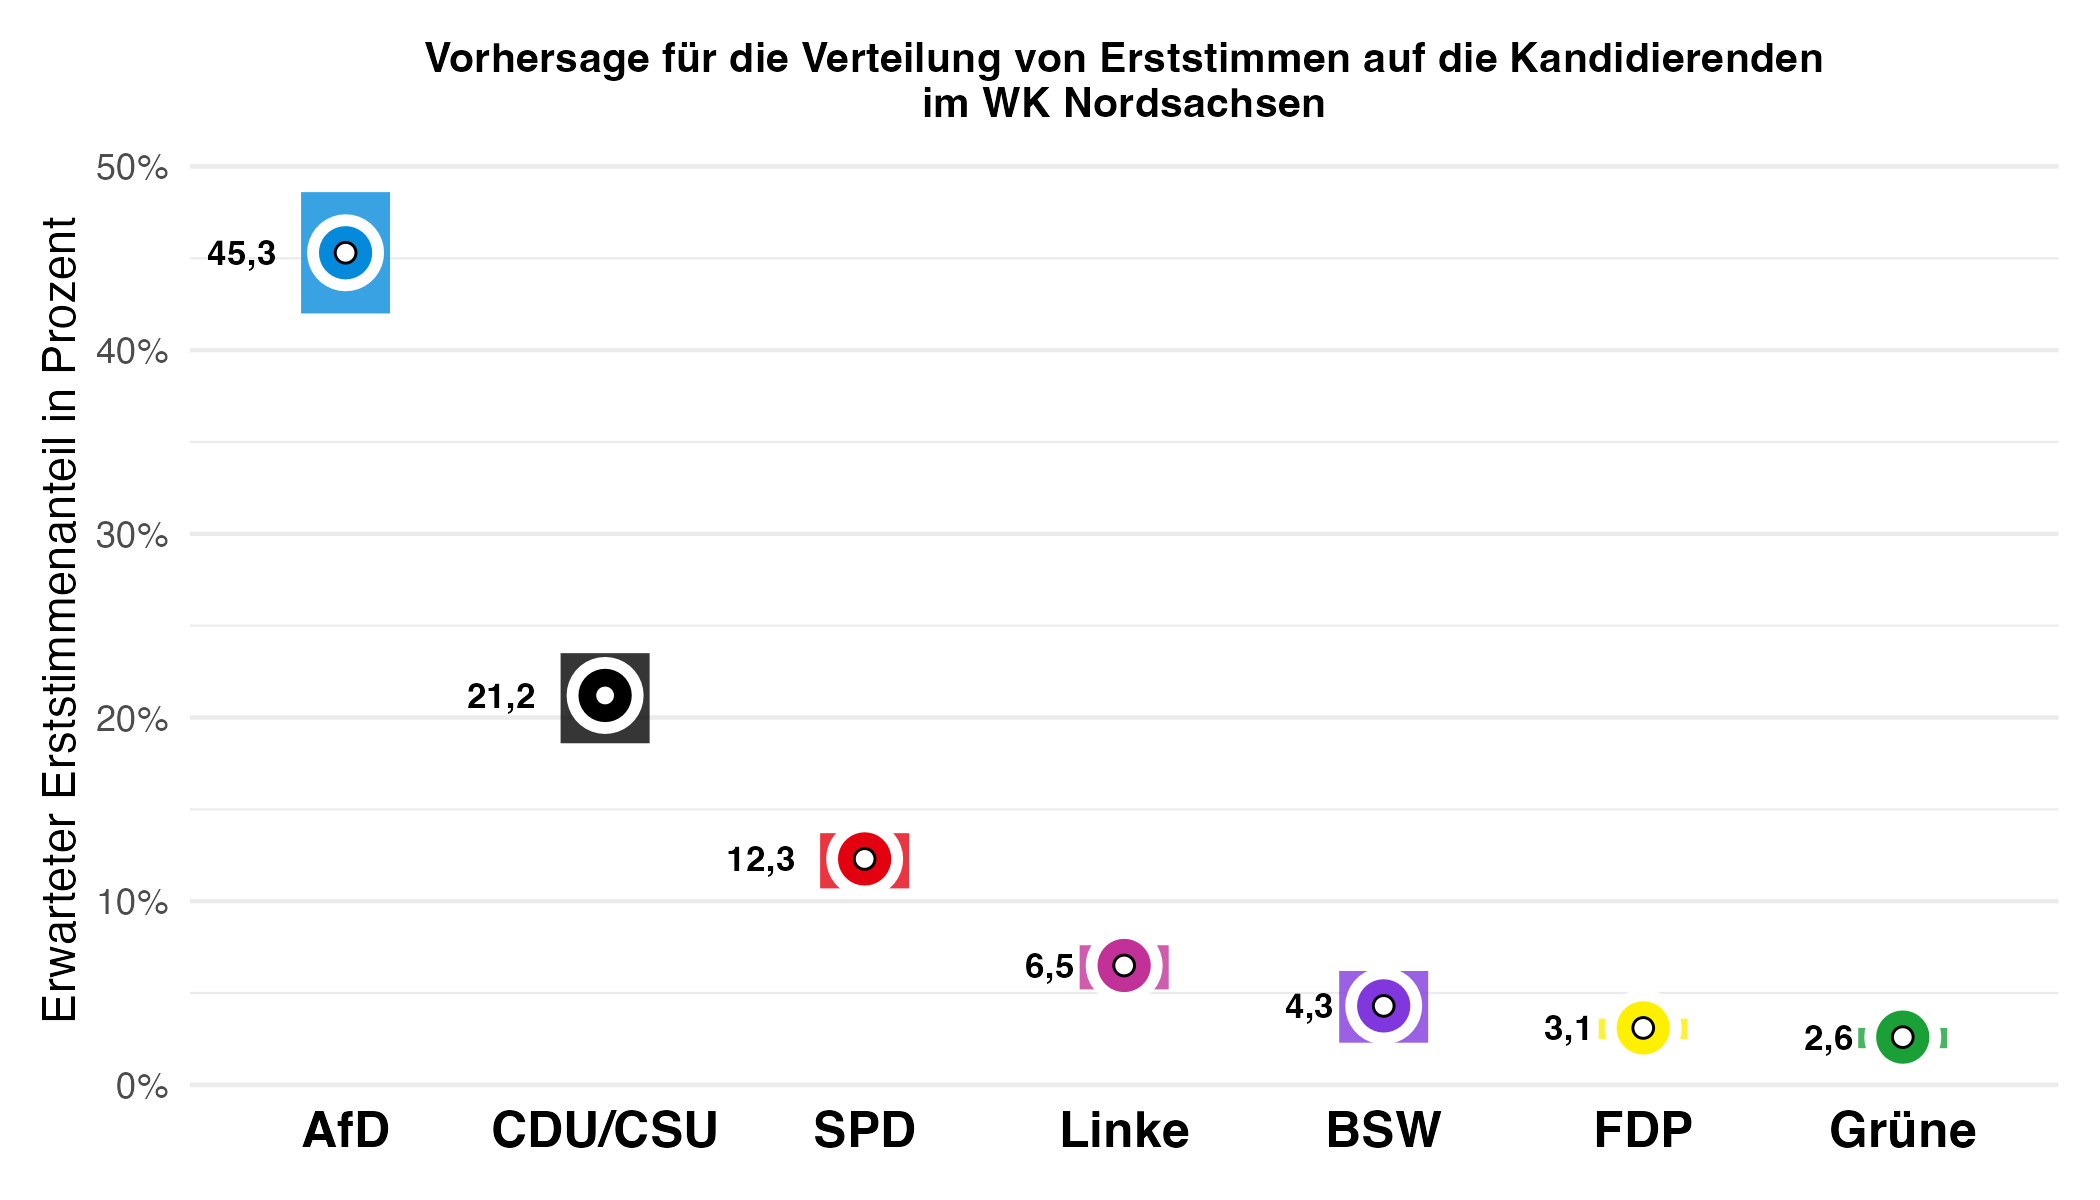 Vorhersage für die Verteilung von Erststimmen auf die Kandidierenden
im WK Nordsachsen
Erwarteter Erststimmenanteil in Prozent
50%
40%
30%
20%
10%
0%
45,3
21,2
12,3
6,5
4,3
3,1
2,6
AfD
CDU/CSU
SPD
Linke
BSW
FDP
Grüne